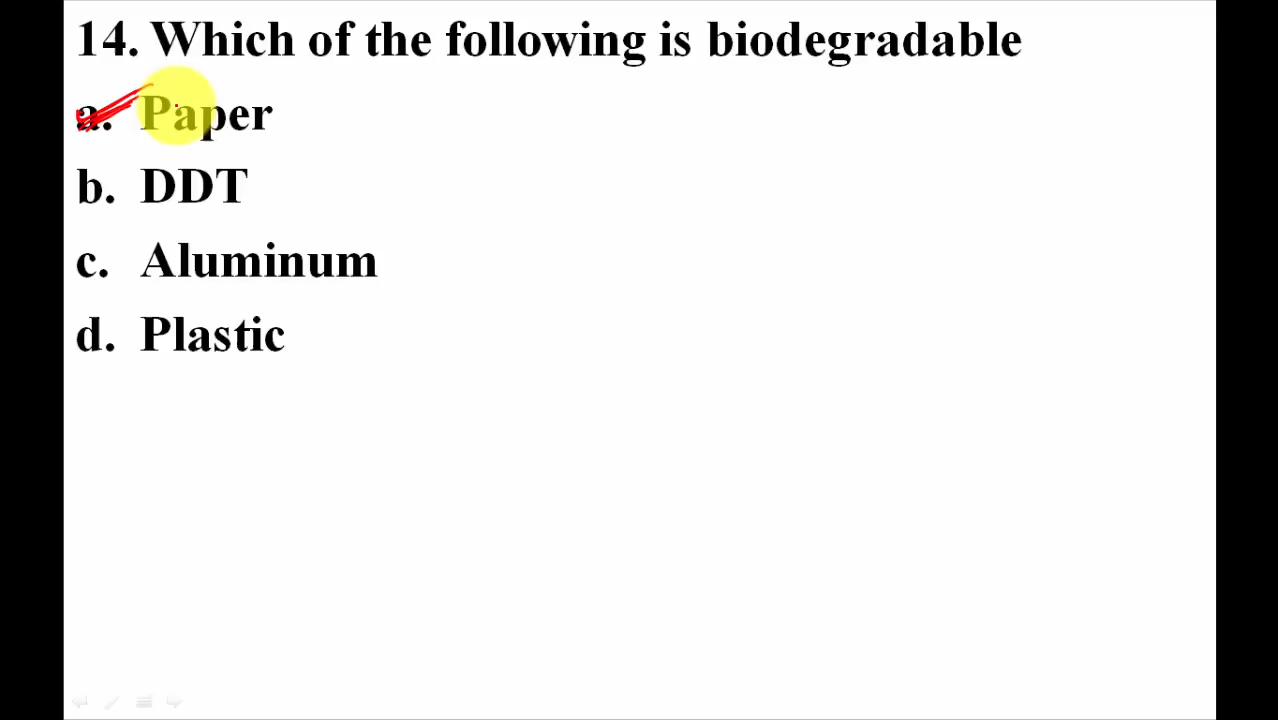 14. Which of the following is biodegradable
a. Paper
b. DDT
c. Aluminum
d. Plastic